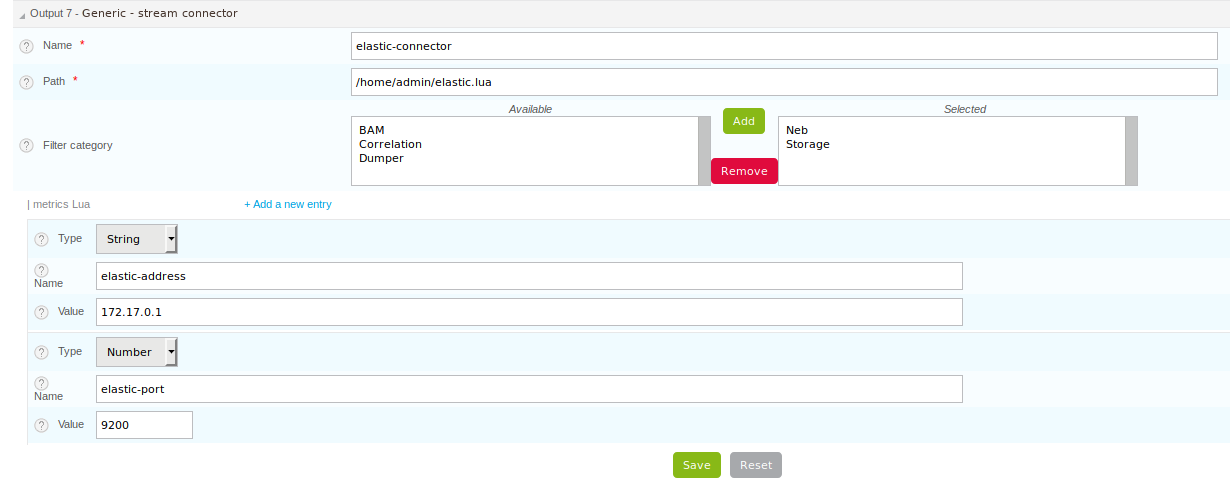 Output 7 - Generic - stream connector
? Name * elastic-connector
? Path * /home/admin/elastic.lua
Available Selected
? Filter category
BAM
Correlation
Dumper
Add
Remove
Neb
Storage
| metrics Lua + Add a new entry
? Type String
? Name elastic-address
? Value 172.17.0.1
? Type Number
? Name elastic-port
? Value 9200
Save Reset